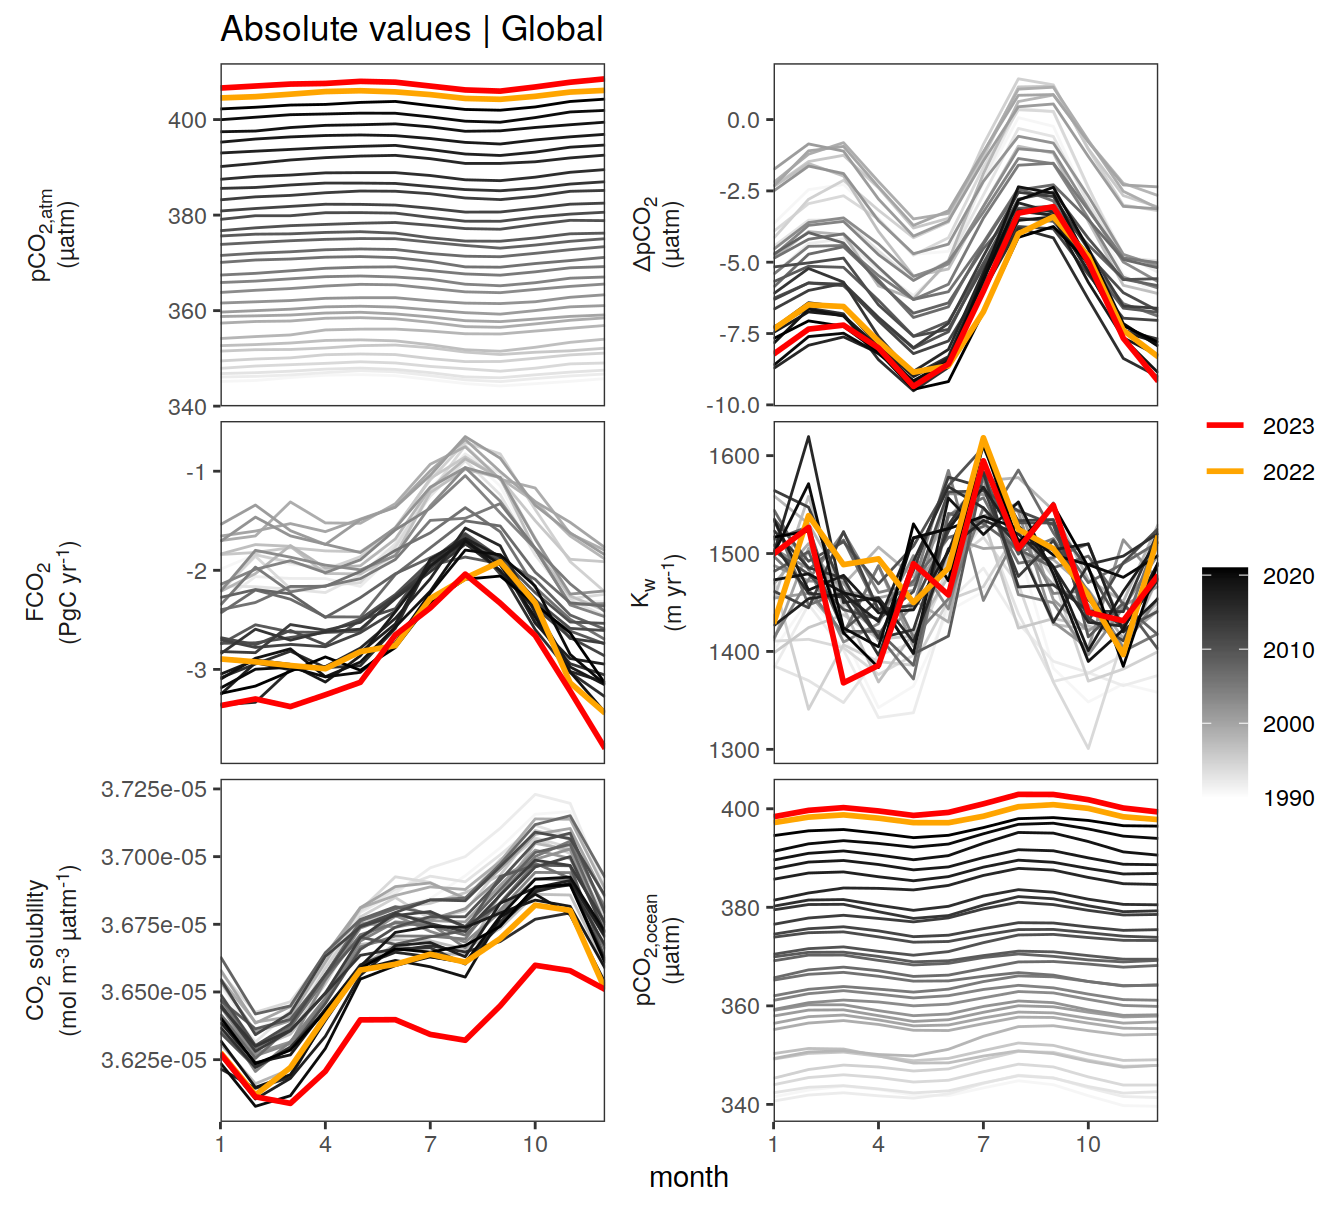 Absolute values | Global
pCO2,atm
(µatm)
400
380
360
340
ΔpCO2
(µatm)
0.0
-2.5
-5.0
-7.5
-10.0
FCO2
(PgC yr-1)
-1
-2
-3
Kw
(m yr-1)
1600
1500
1400
1300
CO2 solubility
(mol m-3 µatm-1)
3.725e-05
3.700e-05
3.675e-05
3.650e-05
3.625e-05
1
4
7
10
pCO2,ocean
(µatm)
400
380
360
340
1
4
7
10
month
2023
2022
2020
2010
2000
1990